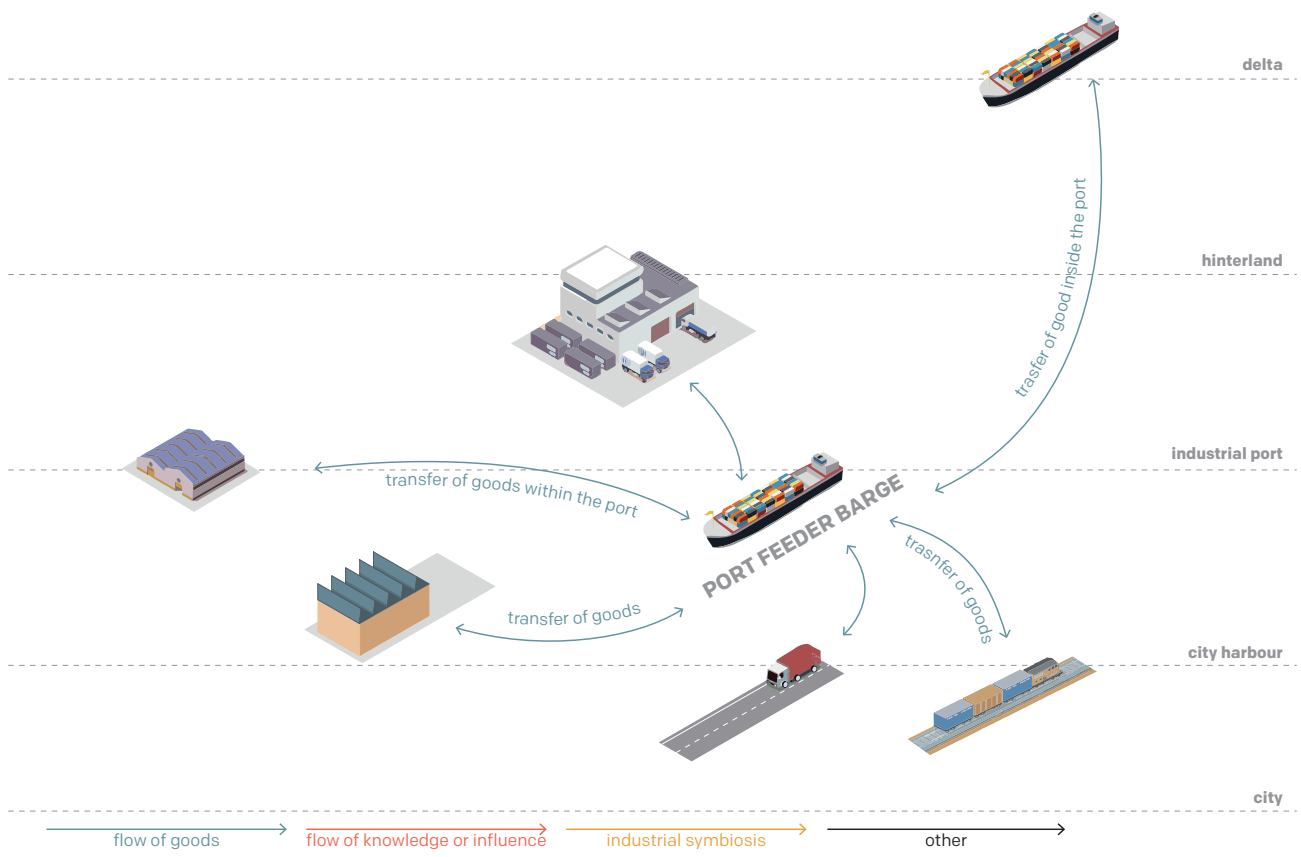 delta
hinterland
trasfer of good inside the port
industrial port
transfer of goods within the port
PORT FEEDER BARGE
trasnfer of goods
transfer of goods
city harbour
city
flow of goods
flow of knowledge or influence
industrial symbiosis
other